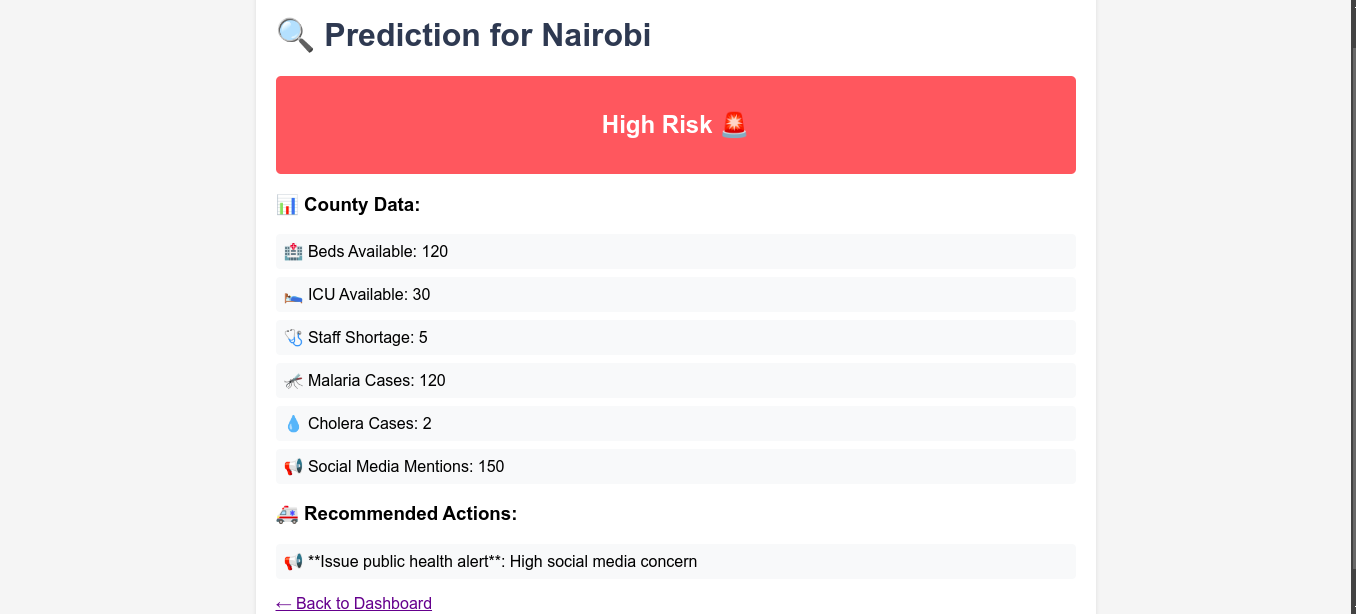 Prediction for Nairobi
High Risk 🚨
📊 County Data:
🏥 Beds Available: 120
🛌 ICU Available: 30
🩺 Staff Shortage: 5
🦟 Malaria Cases: 120
💧 Cholera Cases: 2
📢 Social Media Mentions: 150
🚑 Recommended Actions:
📢 **Issue public health alert**: High social media concern
← Back to Dashboard